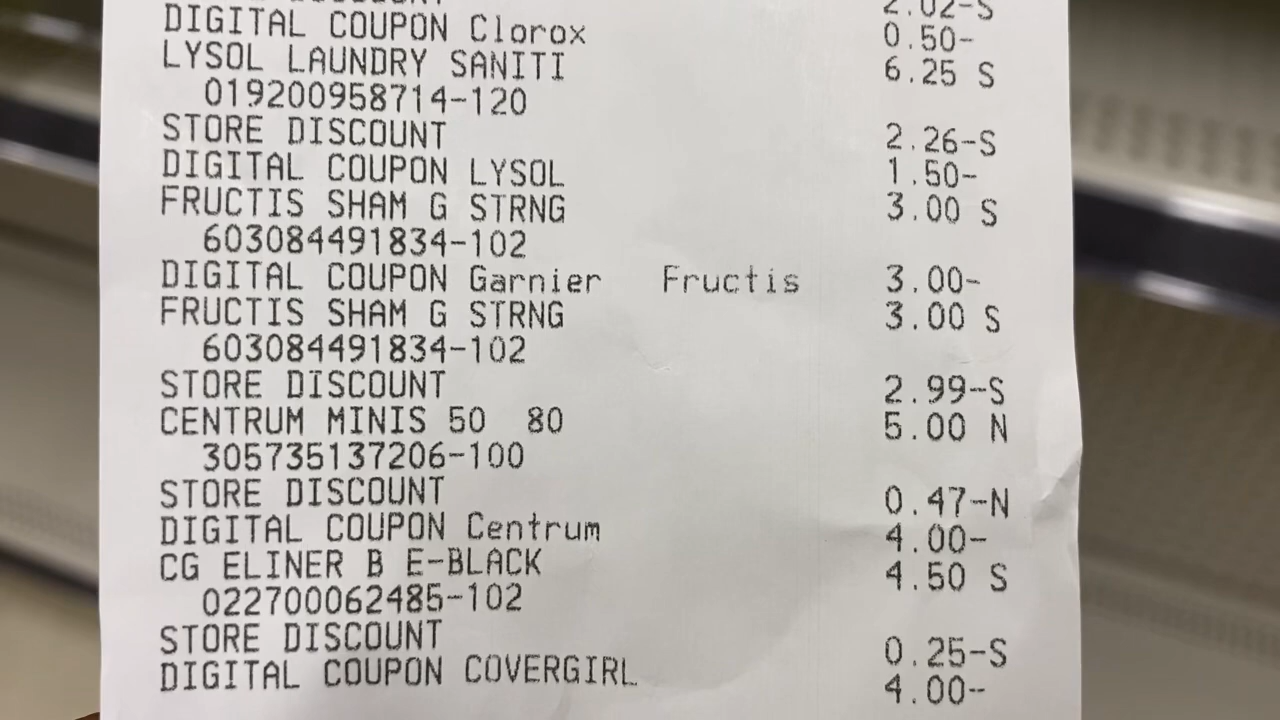 DISCOUNT 2.02-S
DIGITAL COUPON Clorox 0.50-
LYSOL LAUNDRY SANITI 6.25 S
019200958714-120
STORE DISCOUNT 2.26-S
DIGITAL COUPON LYSOL 1.50-
FRUCTIS SHAM G STRNG 3.00 S
603084491834-102
DIGITAL COUPON Garnier Fructis 3.00-
FRUCTIS SHAM G STRNG 3.00 S
603084491834-102
STORE DISCOUNT 2.99-S
CENTRUM MINIS 50 80 5.00 N
305735137206-100
STORE DISCOUNT 0.47-N
DIGITAL COUPON Centrum 4.00-
CG ELINER B E-BLACK 4.50 S
022700062485-102
STORE DISCOUNT 0.25-S
DIGITAL COUPON COVERGIRL 4.00--